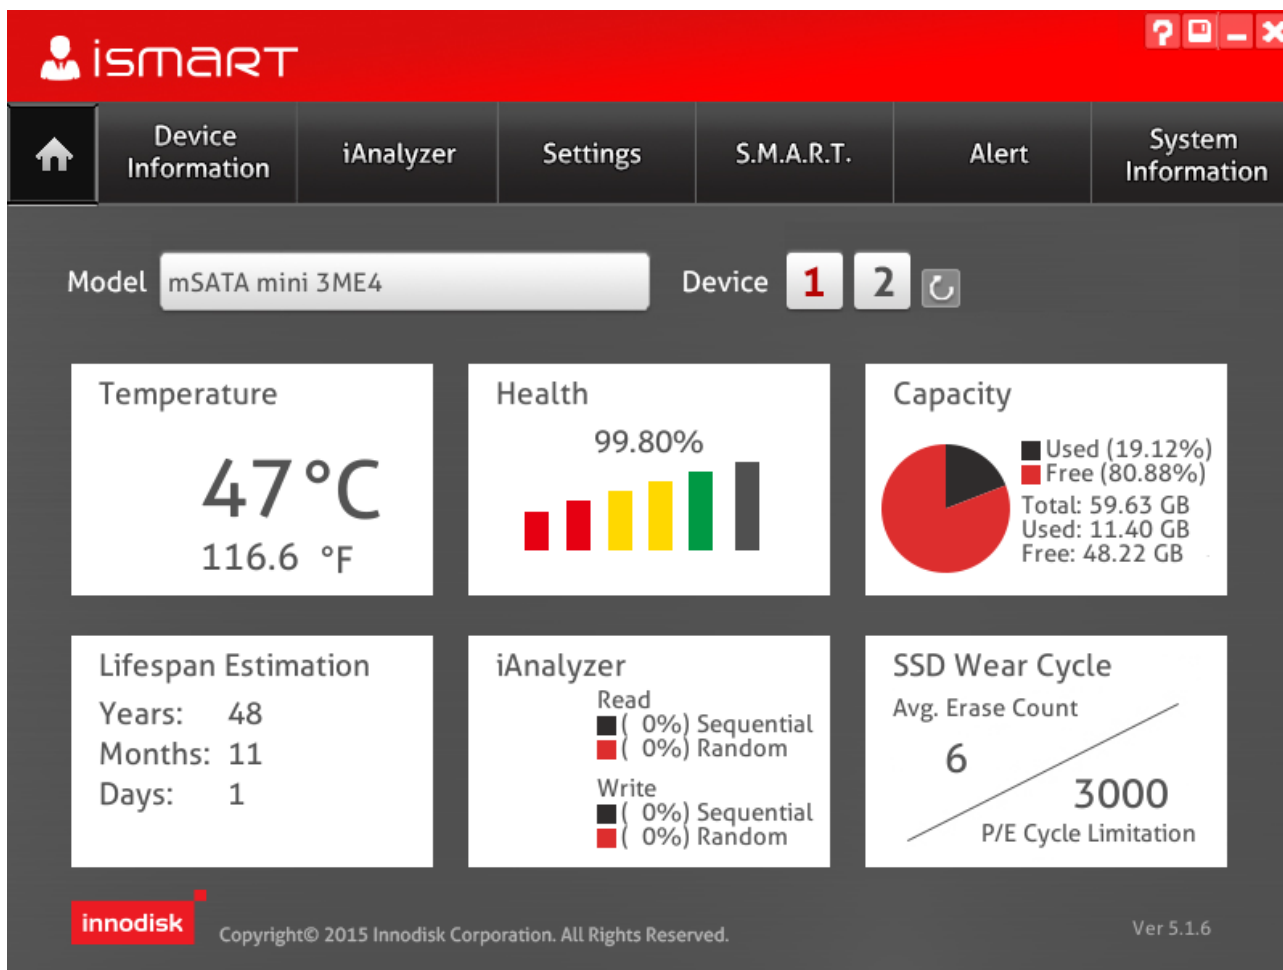 ismart
Device
Information
iAnalyzer
Settings
S.M.A.R.T.
Alert
System
Information
Model
mSATA mini 3ME4
Device
1
2
Temperature
47°C
116.6 °F
Health
99.80%
Capacity
Used (19.12%)
Free (80.88%)
Total: 59.63 GB
Used: 11.40 GB
Free: 48.22 GB
Lifespan Estimation
Years: 48
Months: 11
Days: 1
iAnalyzer
Read
( 0%) Sequential
( 0%) Random
Write
( 0%) Sequential
( 0%) Random
SSD Wear Cycle
Avg. Erase Count
6
3000
P/E Cycle Limitation
innodisk
Copyright© 2015 Innodisk Corporation. All Rights Reserved.
Ver 5.1.6